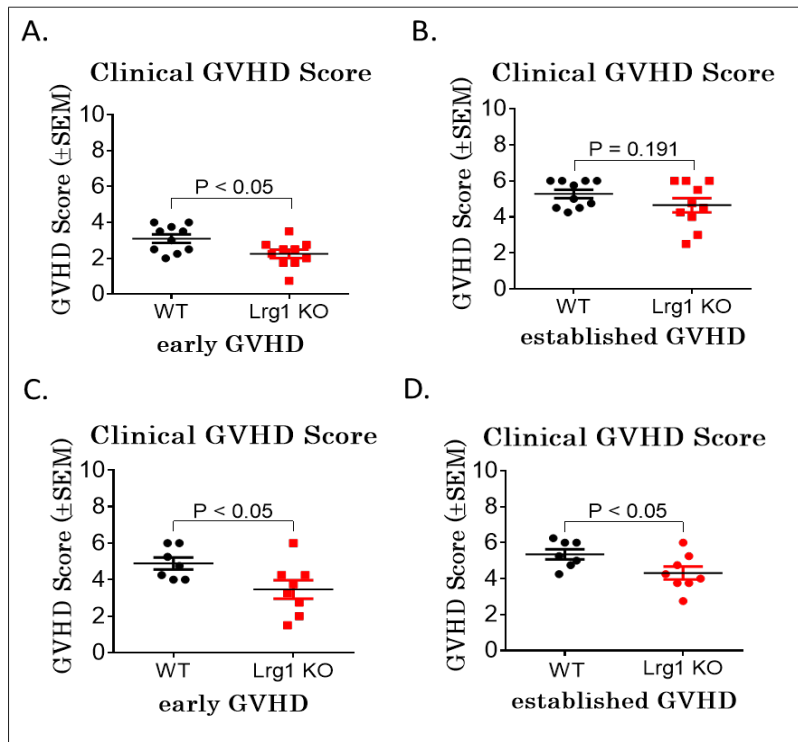 A.
Clinical GVHD Score
GVHD Score (±SEM)
10
8
6
4
2
0
P < 0.05
WT
Lrg1 KO
early GVHD
B.
Clinical GVHD Score
GVHD Score (±SEM)
10
8
6
4
2
0
P = 0.191
WT
Lrg1 KO
established GVHD
C.
Clinical GVHD Score
GVHD Score (±SEM)
10
8
6
4
2
0
P < 0.05
WT
Lrg1 KO
early GVHD
D.
Clinical GVHD Score
GVHD Score (±SEM)
10
8
6
4
2
0
P < 0.05
WT
Lrg1 KO
established GVHD